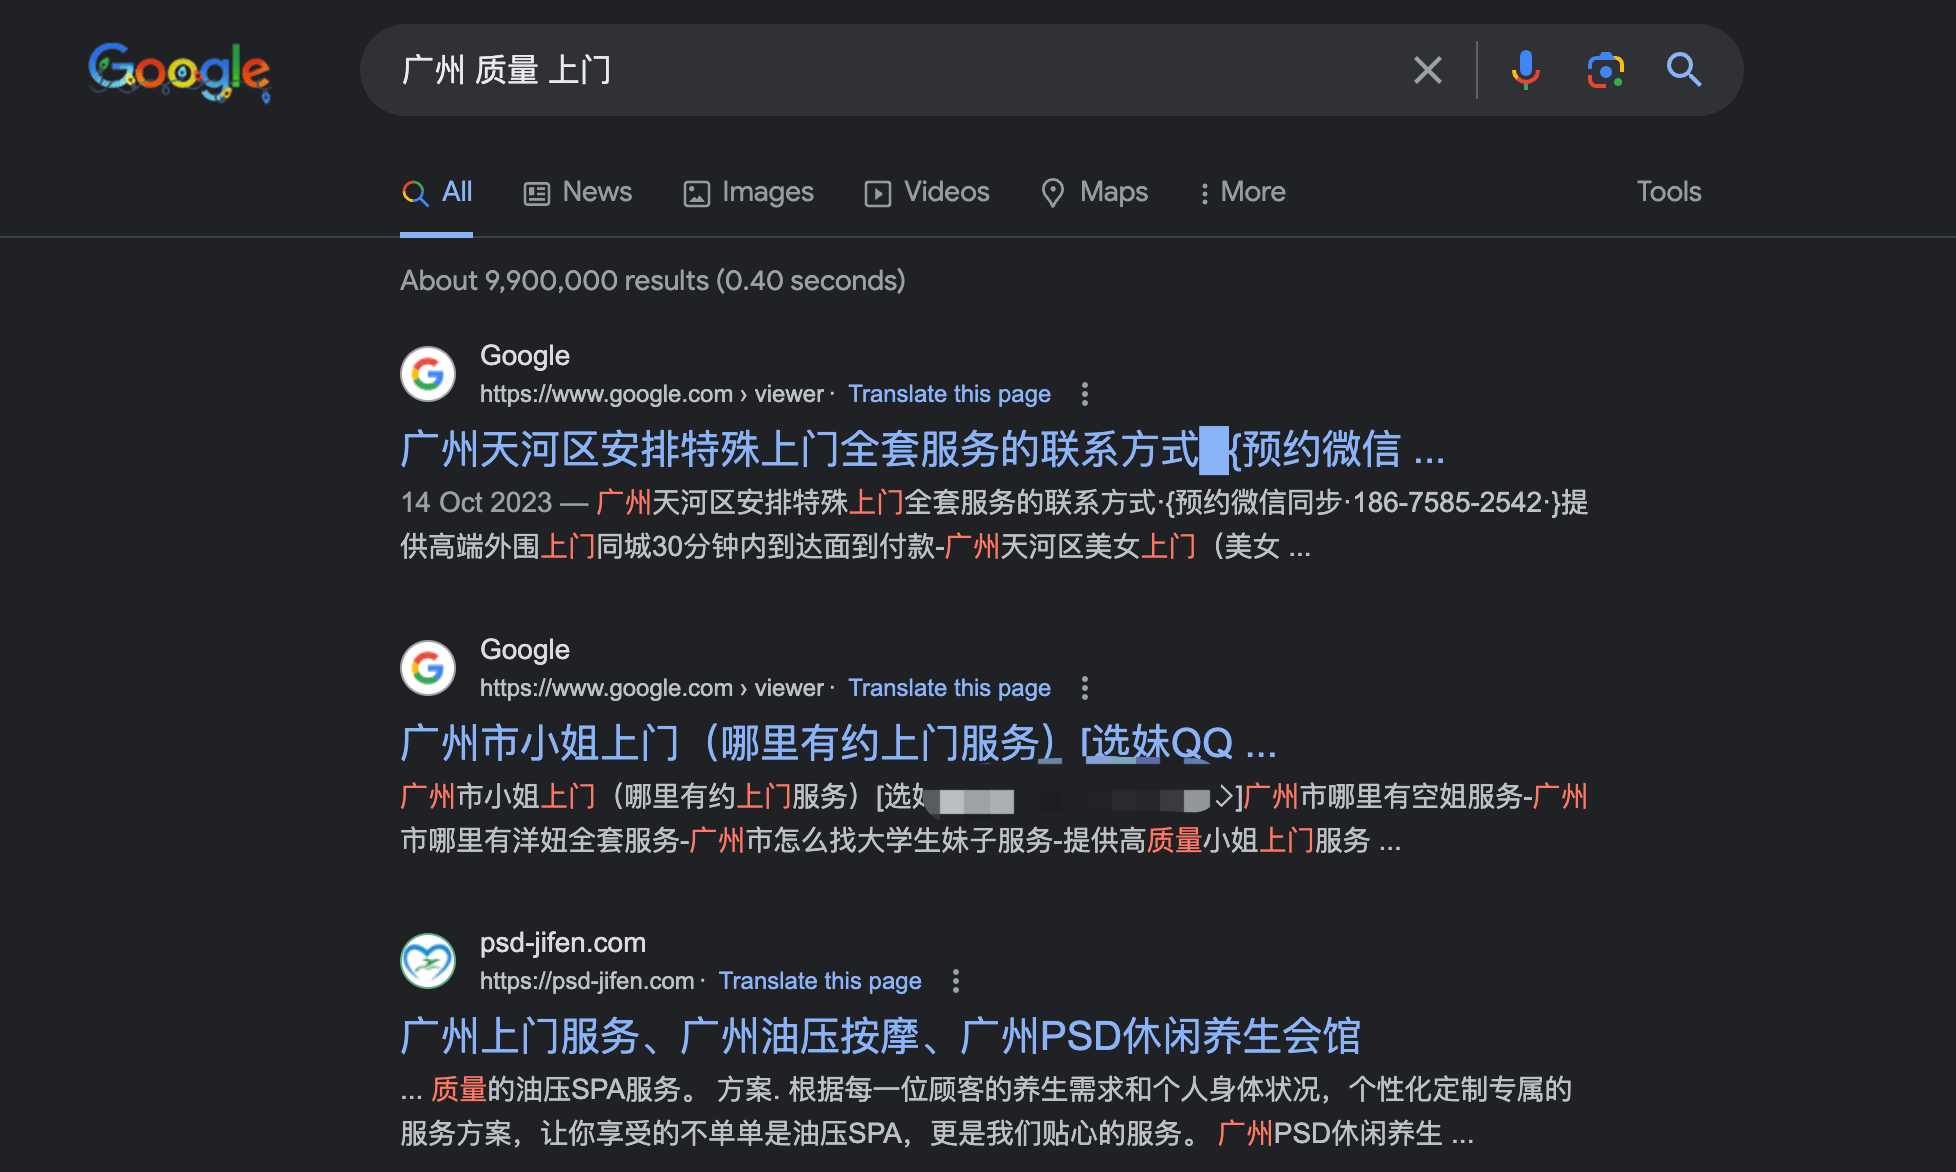 Google
广州 质量 上门
All
News
Images
Videos
Maps
More
Tools
About 9,900,000 results (0.40 seconds)
Google
https://www.google.com › viewer · Translate this page
广州天河区安排特殊上门全套服务的联系方式█{预约微信 ...
14 Oct 2023 — 广州天河区安排特殊上门全套服务的联系方式·{预约微信同步·186-7585-2542·}提
供高端外围上门同城30分钟内到达面到付款-广州天河区美女上门（美女 ...
Google
https://www.google.com › viewer · Translate this page
广州市小姐上门（哪里有约上门服务）[选妹QQ ...
广州市小姐上门（哪里有约上门服务）[选妹 >]广州市哪里有空姐服务-广州
市哪里有洋妞全套服务-广州市怎么找大学生妹子服务-提供高质量小姐上门服务 ...
psd-jifen.com
https://psd-jifen.com · Translate this page
广州上门服务、广州油压按摩、广州PSD休闲养生会馆
... 质量的油压SPA服务。 方案. 根据每一位顾客的养生需求和个人身体状况，个性化定制专属的
服务方案，让你享受的不单单是油压SPA，更是我们贴心的服务。 广州PSD休闲养生 ...